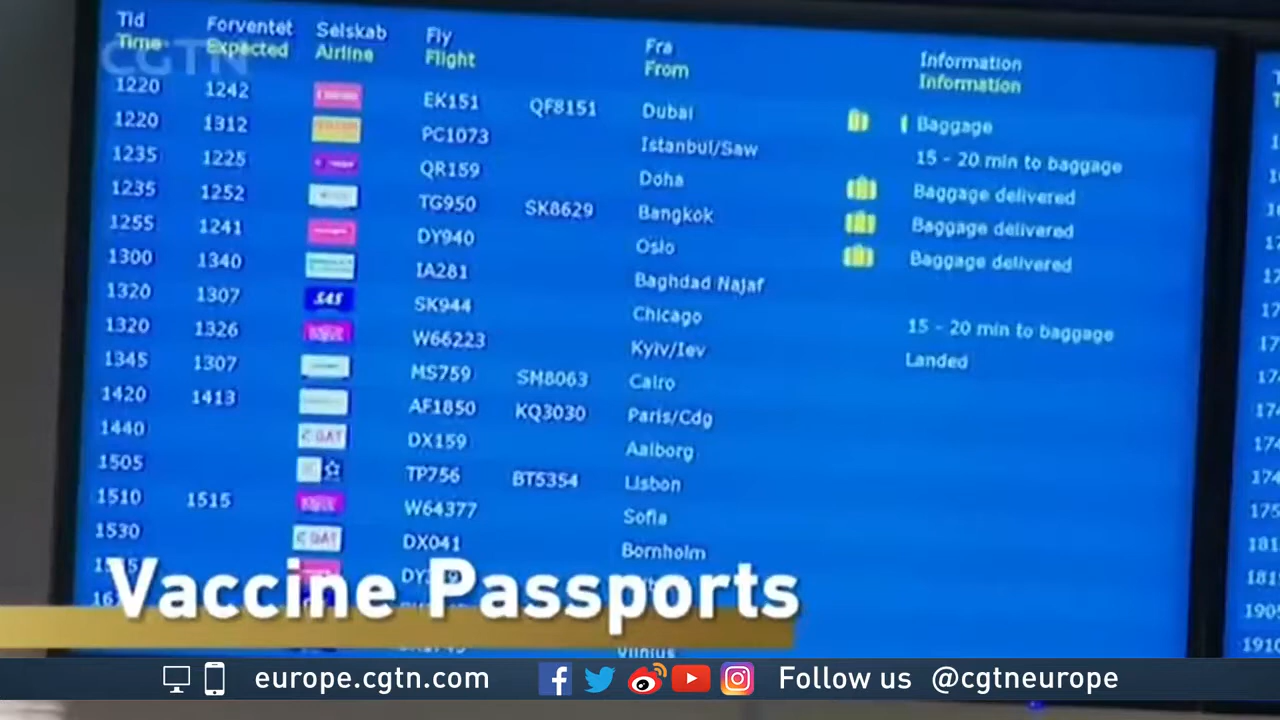 Tid Forventet Selskab Fly Fra Information
Time Expected Airline Flight From Information
CGTN
1220 1242 EK151 QF8151 Dubai Baggage
1220 1312 PC1073 Istanbul/Saw 15 - 20 min to baggage
1235 1225 QR159 Doha Baggage delivered
1235 1252 TG950 SK8629 Bangkok Baggage delivered
1255 1241 DY940 Oslo Baggage delivered
1300 1340 IA281 Baghdad Najaf
1320 1307 SAS SK944 Chicago 15 - 20 min to baggage
1320 1326 W66223 Kyiv/Iev Landed
1345 1307 MS759 SM8063 Cairo
1420 1413 AF1850 KQ3030 Paris/Cdg
1440 DAT DX159 Aalborg
1505 TP756 BT5354 Lisbon
1510 1515 W64377 Sofia
1530 DAT DX041 Bornholm
Vilnius
Vaccine Passports
europe.cgtn.com Follow us @cgtneurope